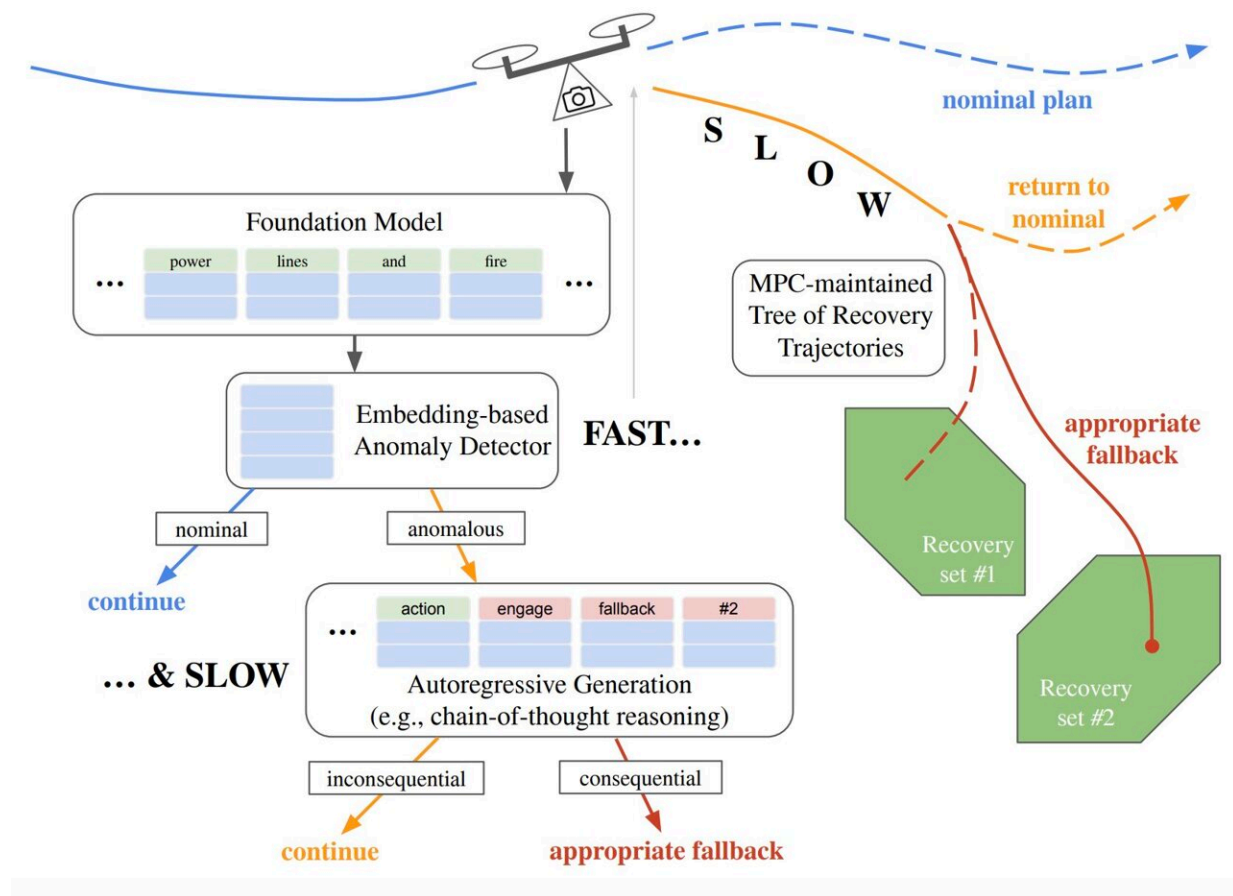 nominal plan
S
L
O
W
return to
nominal
Foundation Model
... power lines and fire ...
MPC-maintained
Tree of Recovery
Trajectories
Embedding-based
Anomaly Detector
FAST...
appropriate
fallback
nominal
anomalous
Recovery
set #1
continue
... action engage fallback #2
... & SLOW
Autoregressive Generation
(e.g., chain-of-thought reasoning)
Recovery
set #2
inconsequential
consequential
continue
appropriate fallback